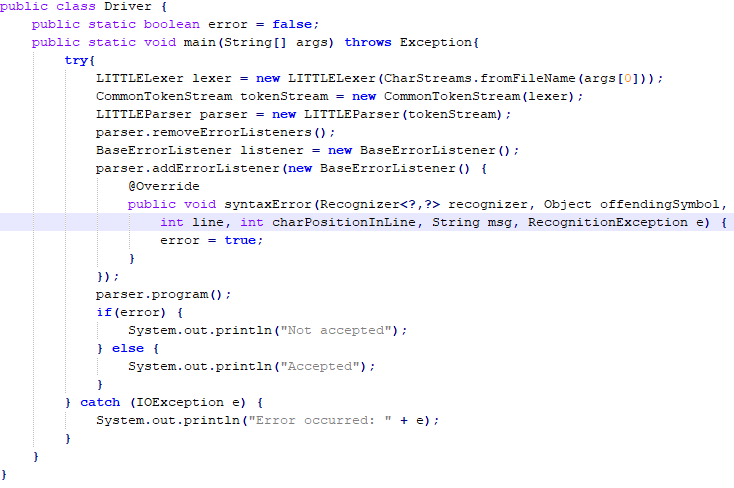 public class Driver {
    public static boolean error = false;
    public static void main(String[] args) throws Exception{
        try{
            LITTLELexer lexer = new LITTLELexer(CharStreams.fromFileName(args[0]));
            CommonTokenStream tokenStream = new CommonTokenStream(lexer);
            LITTLEParser parser = new LITTLEParser(tokenStream);
            parser.removeErrorListeners();
            BaseErrorListener listener = new BaseErrorListener();
            parser.addErrorListener(new BaseErrorListener() {
                @Override
                public void syntaxError(Recognizer<?,?> recognizer, Object offendingSymbol,
                    int line, int charPositionInLine, String msg, RecognitionException e) {
                    error = true;
                }
            });
            parser.program();
            if(error) {
                System.out.println("Not accepted");
            } else {
                System.out.println("Accepted");
            }
        } catch (IOException e) {
            System.out.println("Error occurred: " + e);
        }
    }
}